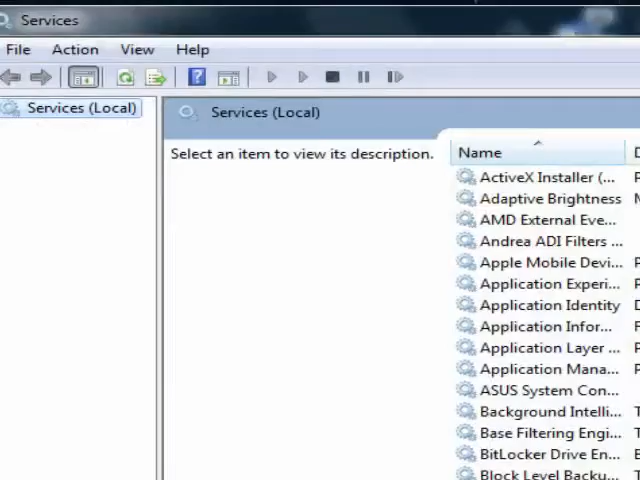 Services
File Action View Help
Services (Local)
Services (Local)
Select an item to view its description.
Name
ActiveX Installer (...
Adaptive Brightness
AMD External Eve...
Andrea ADI Filters ...
Apple Mobile Devi...
Application Experi...
Application Identity
Application Infor...
Application Layer ...
Application Mana...
ASUS System Con...
Background Intelli...
Base Filtering Engi...
BitLocker Drive En...
Block Level Backu...